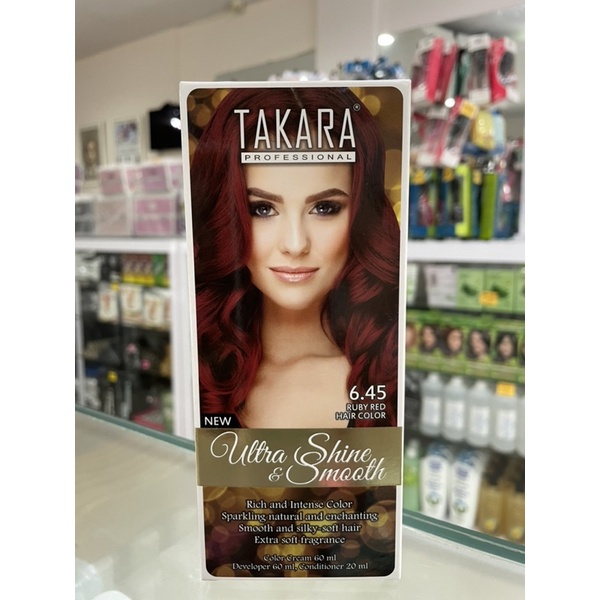 TAKARA®
PROFESSIONAL
6.45
RUBY RED
HAIR COLOR
NEW
Ultra Shine
& Smooth
Rich and Intense Color
Sparkling natural and enchanting
Smooth and silky-soft hair
Extra soft fragrance
Color Cream 60 ml
Developer 60 ml, Conditioner 20 ml